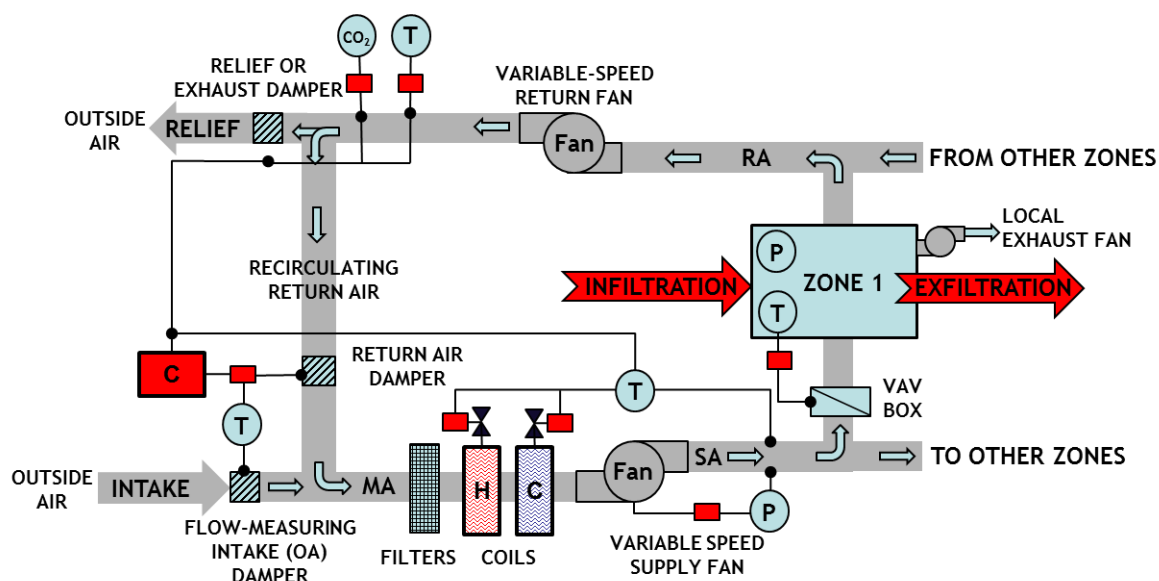 CO₂
T
RELIEF OR
EXHAUST DAMPER
VARIABLE-SPEED
RETURN FAN
OUTSIDE
AIR
RELIEF
Fan
RA
FROM OTHER ZONES
LOCAL
EXHAUST FAN
P
ZONE 1
INFILTRATION
EXFILTRATION
T
RECIRCULATING
RETURN AIR
C
RETURN AIR
DAMPER
T
T
VAV
BOX
OUTSIDE
AIR
INTAKE
MA
H
C
Fan
SA
TO OTHER ZONES
P
FLOW-MEASURING
INTAKE (OA)
DAMPER
FILTERS
COILS
VARIABLE SPEED
SUPPLY FAN